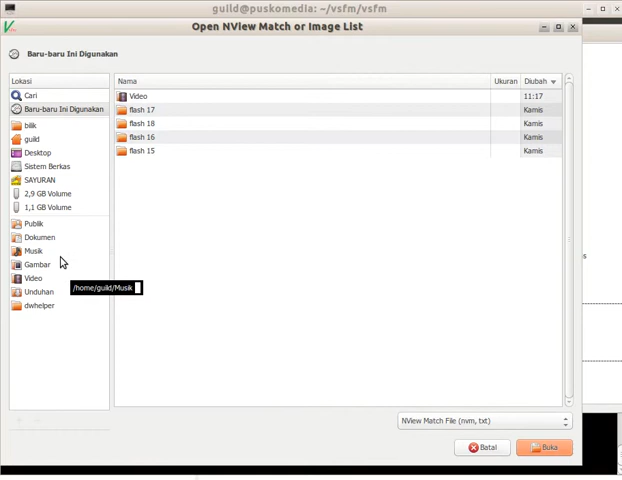 guild@puskomedia: ~/vsfm/vsfm
Open NView Match or Image List
Baru-baru Ini Digunakan
Lokasi
Cari
Baru-baru Ini Digunakan
bilik
guild
Desktop
Sistem Berkas
SAYURAN
2,9 GB Volume
1,1 GB Volume
Publik
Dokumen
Musik
Gambar
Video
/home/guild/Musik
Unduhan
dwhelper
Nama Ukuran Diubah
Video 11:17
flash 17 Kamis
flash 18 Kamis
flash 16 Kamis
flash 15 Kamis
NView Match File (nvm, txt)
Batal Buka